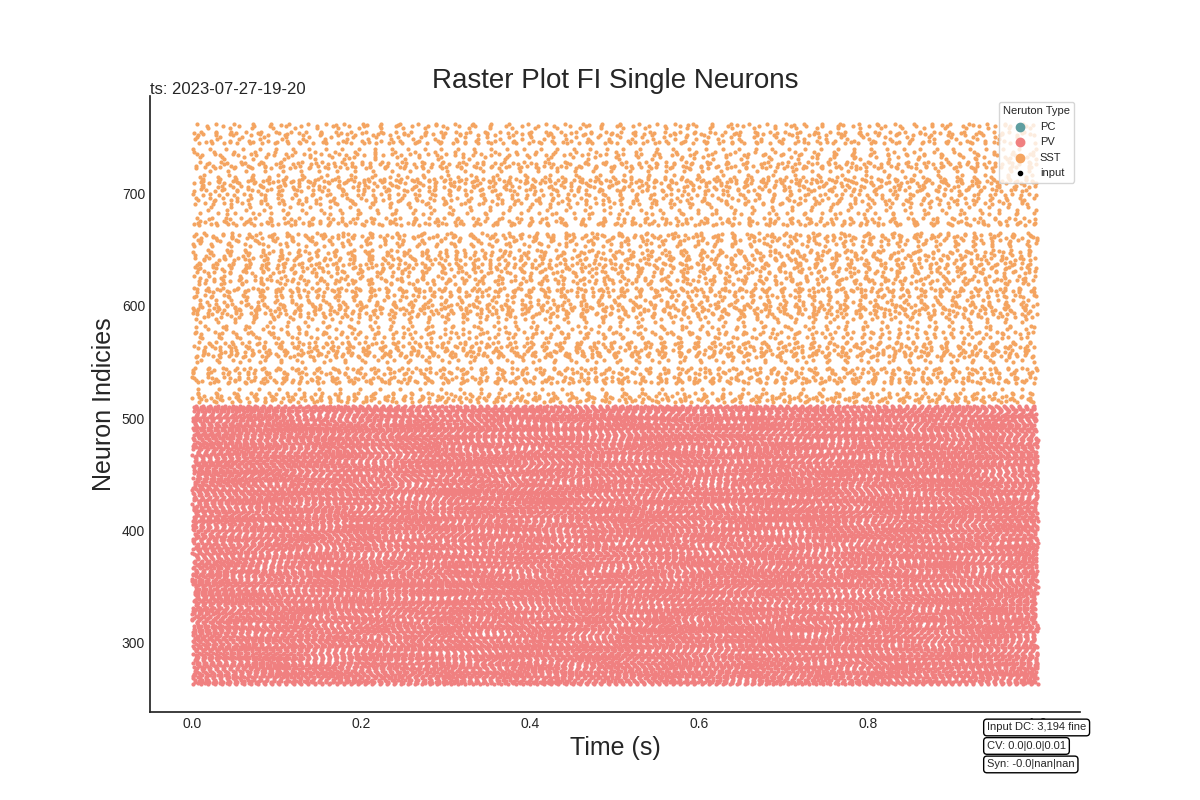 Raster Plot FI Single Neurons
ts: 2023-07-27-19-20
Neruton Type
PC
PV
SST
input
700
600
500
400
300
Neuron Indicies
0.0 0.2 0.4 0.6 0.8
Time (s)
Input DC: 3,194 fine
CV: 0.0|0.0|0.01
Syn: -0.0|nan|nan